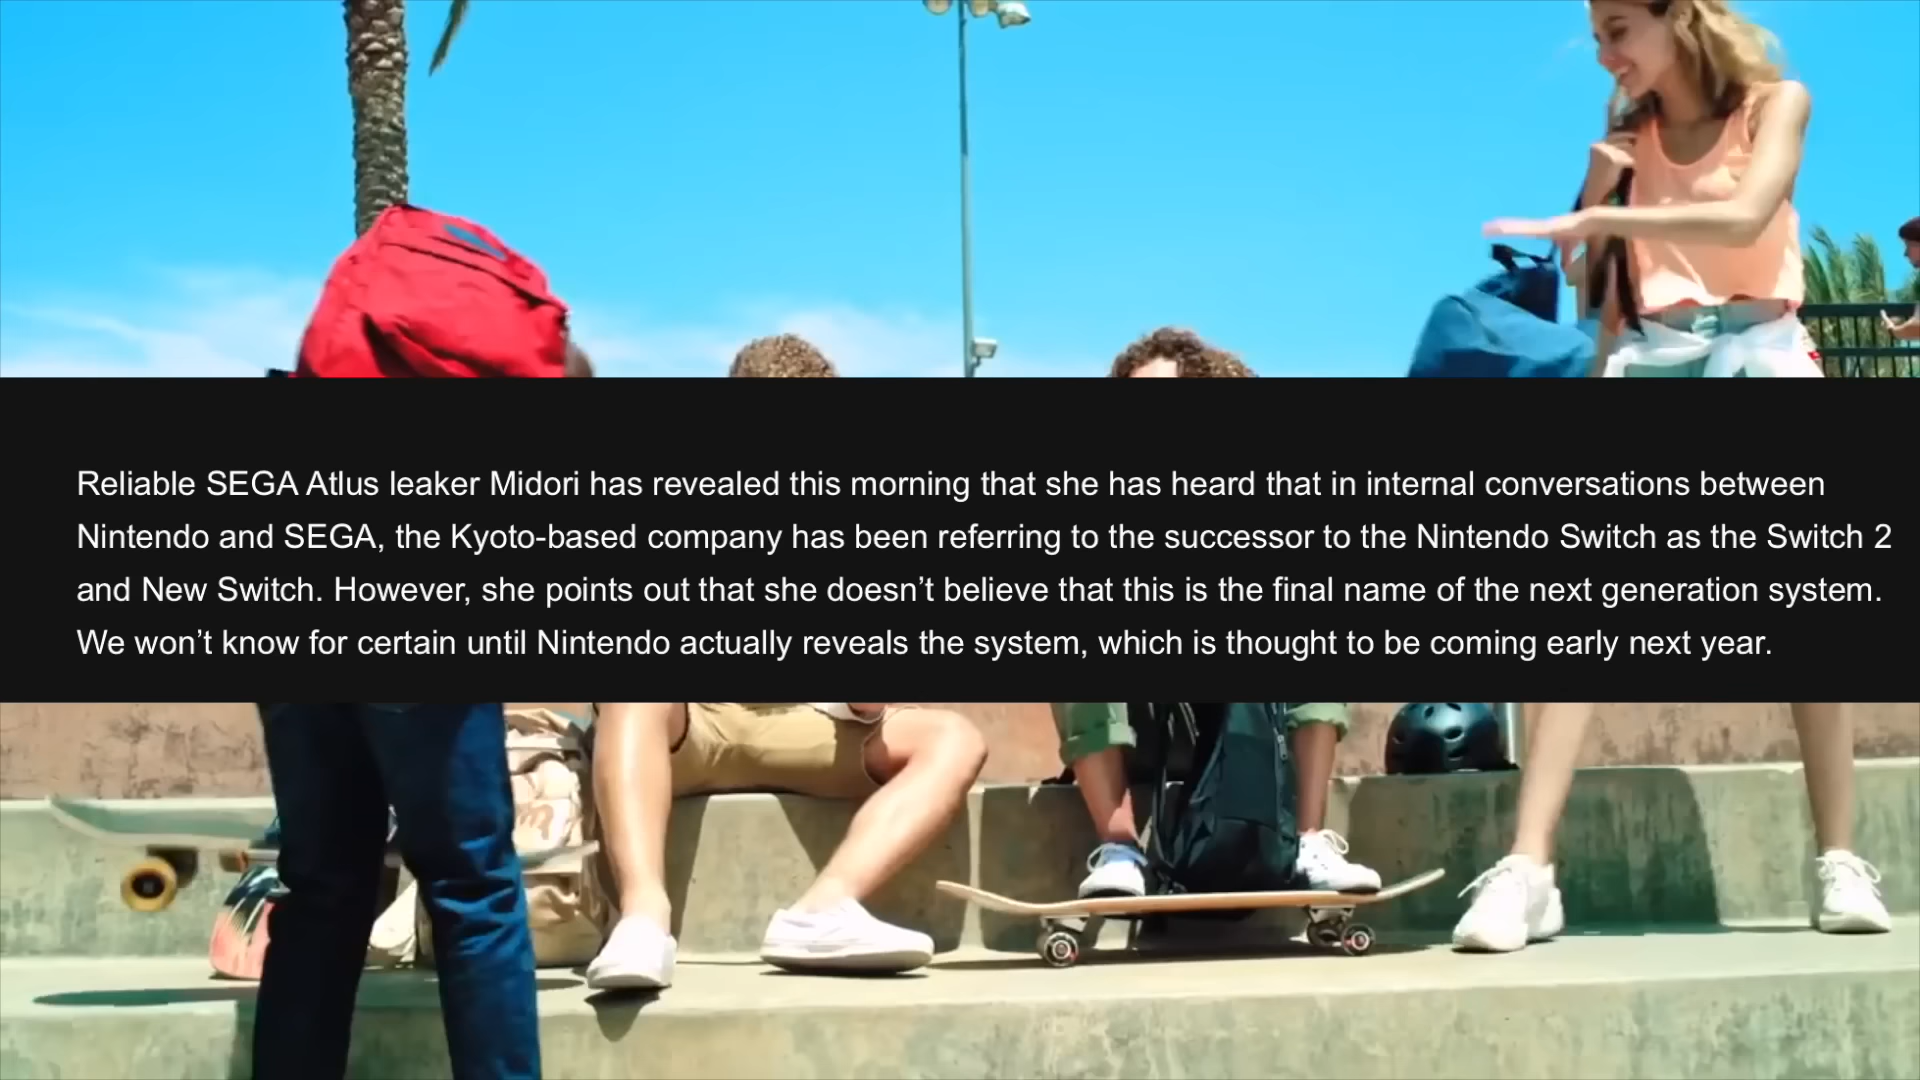 Reliable SEGA Atlus leaker Midori has revealed this morning that she has heard that in internal conversations between
Nintendo and SEGA, the Kyoto-based company has been referring to the successor to the Nintendo Switch as the Switch 2
and New Switch. However, she points out that she doesn’t believe that this is the final name of the next generation system.
We won’t know for certain until Nintendo actually reveals the system, which is thought to be coming early next year.